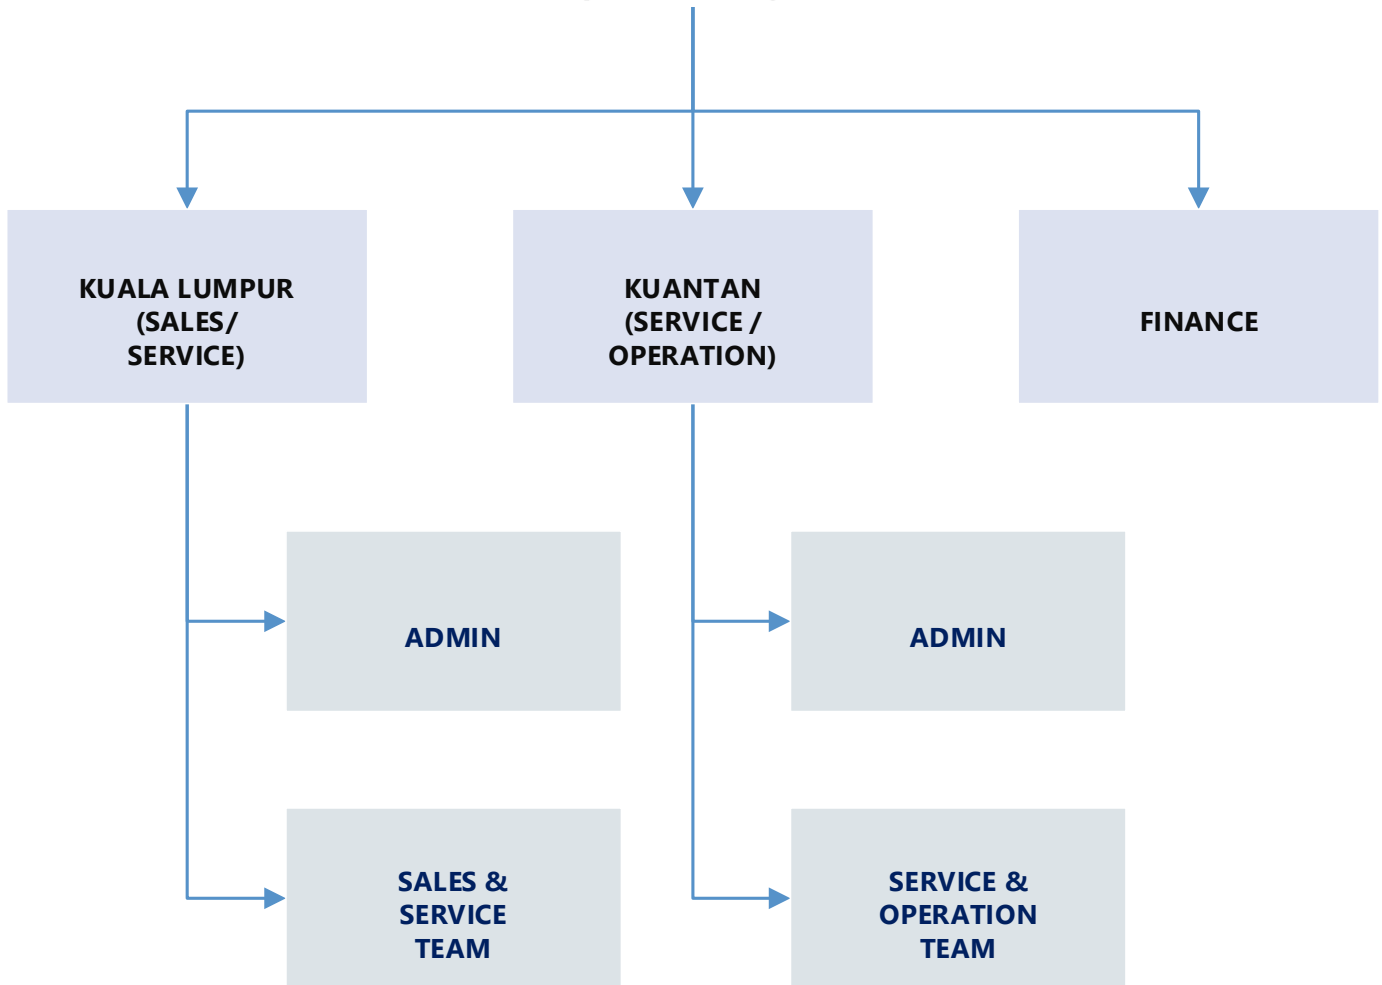 KUALA LUMPUR
(SALES/
SERVICE)
KUANTAN
(SERVICE /
OPERATION)
FINANCE
ADMIN
ADMIN
SALES &
SERVICE
TEAM
SERVICE &
OPERATION
TEAM